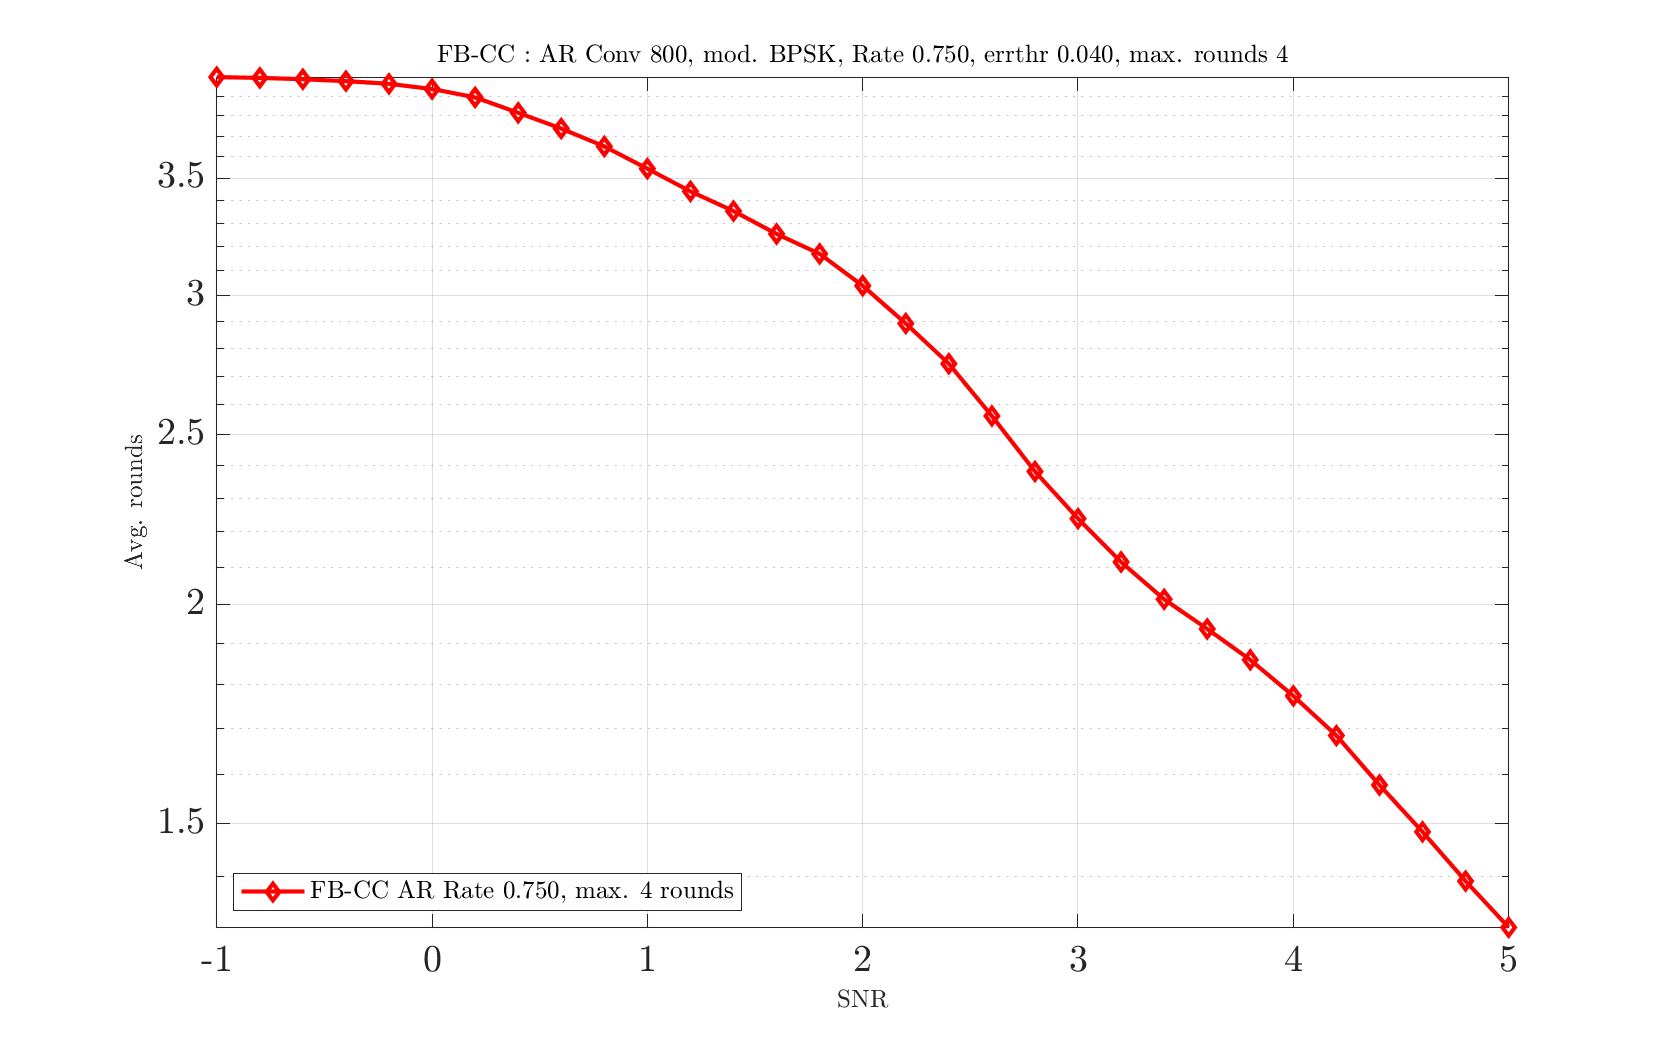 FB-CC : AR Conv 800, mod. BPSK, Rate 0.750, errthr 0.040, max. rounds 4
3.5
3
2.5
2
1.5
Avg. rounds
FB-CC AR Rate 0.750, max. 4 rounds
-1 0 1 2 3 4 5
SNR